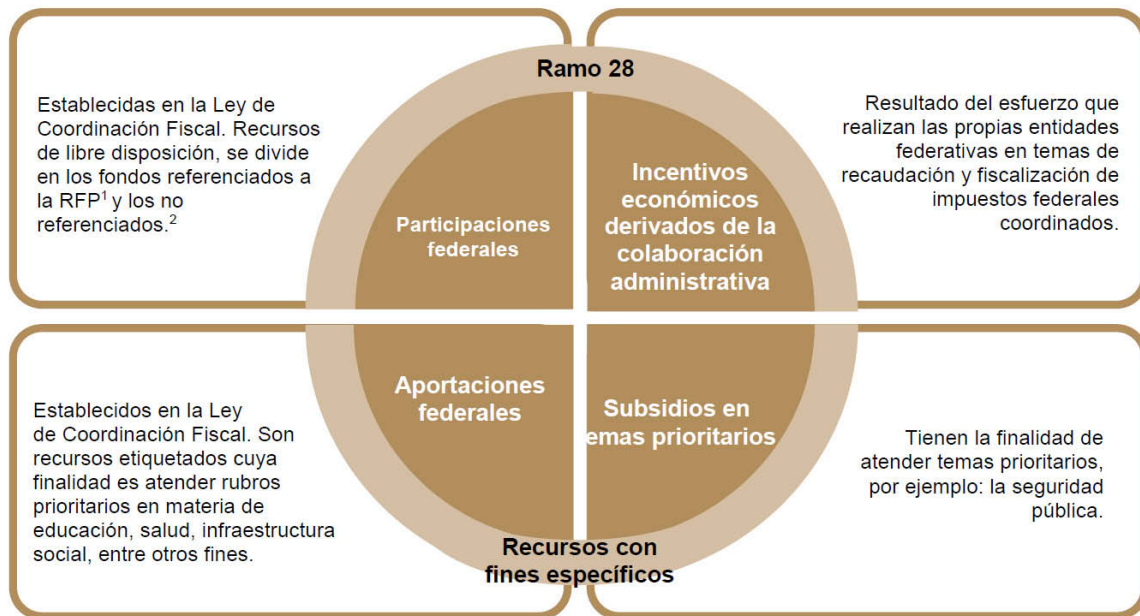 Ramo 28
Establecidas en la Ley de
Coordinación Fiscal. Recursos
de libre disposición, se divide
en los fondos referenciados a
la RFP¹ y los no
referenciados.²
Participaciones
federales
Incentivos
económicos
derivados de la
colaboración
administrativa
Resultado del esfuerzo que
realizan las propias entidades
federativas en temas de
recaudación y fiscalización de
impuestos federales
coordinados.
Establecidos en la Ley
de Coordinación Fiscal. Son
recursos etiquetados cuya
finalidad es atender rubros
prioritarios en materia de
educación, salud, infraestructura
social, entre otros fines.
Aportaciones
federales
Subsidios en
emas prioritarios
Tienen la finalidad de
atender temas prioritarios,
por ejemplo: la seguridad
pública.
Recursos con
fines específicos